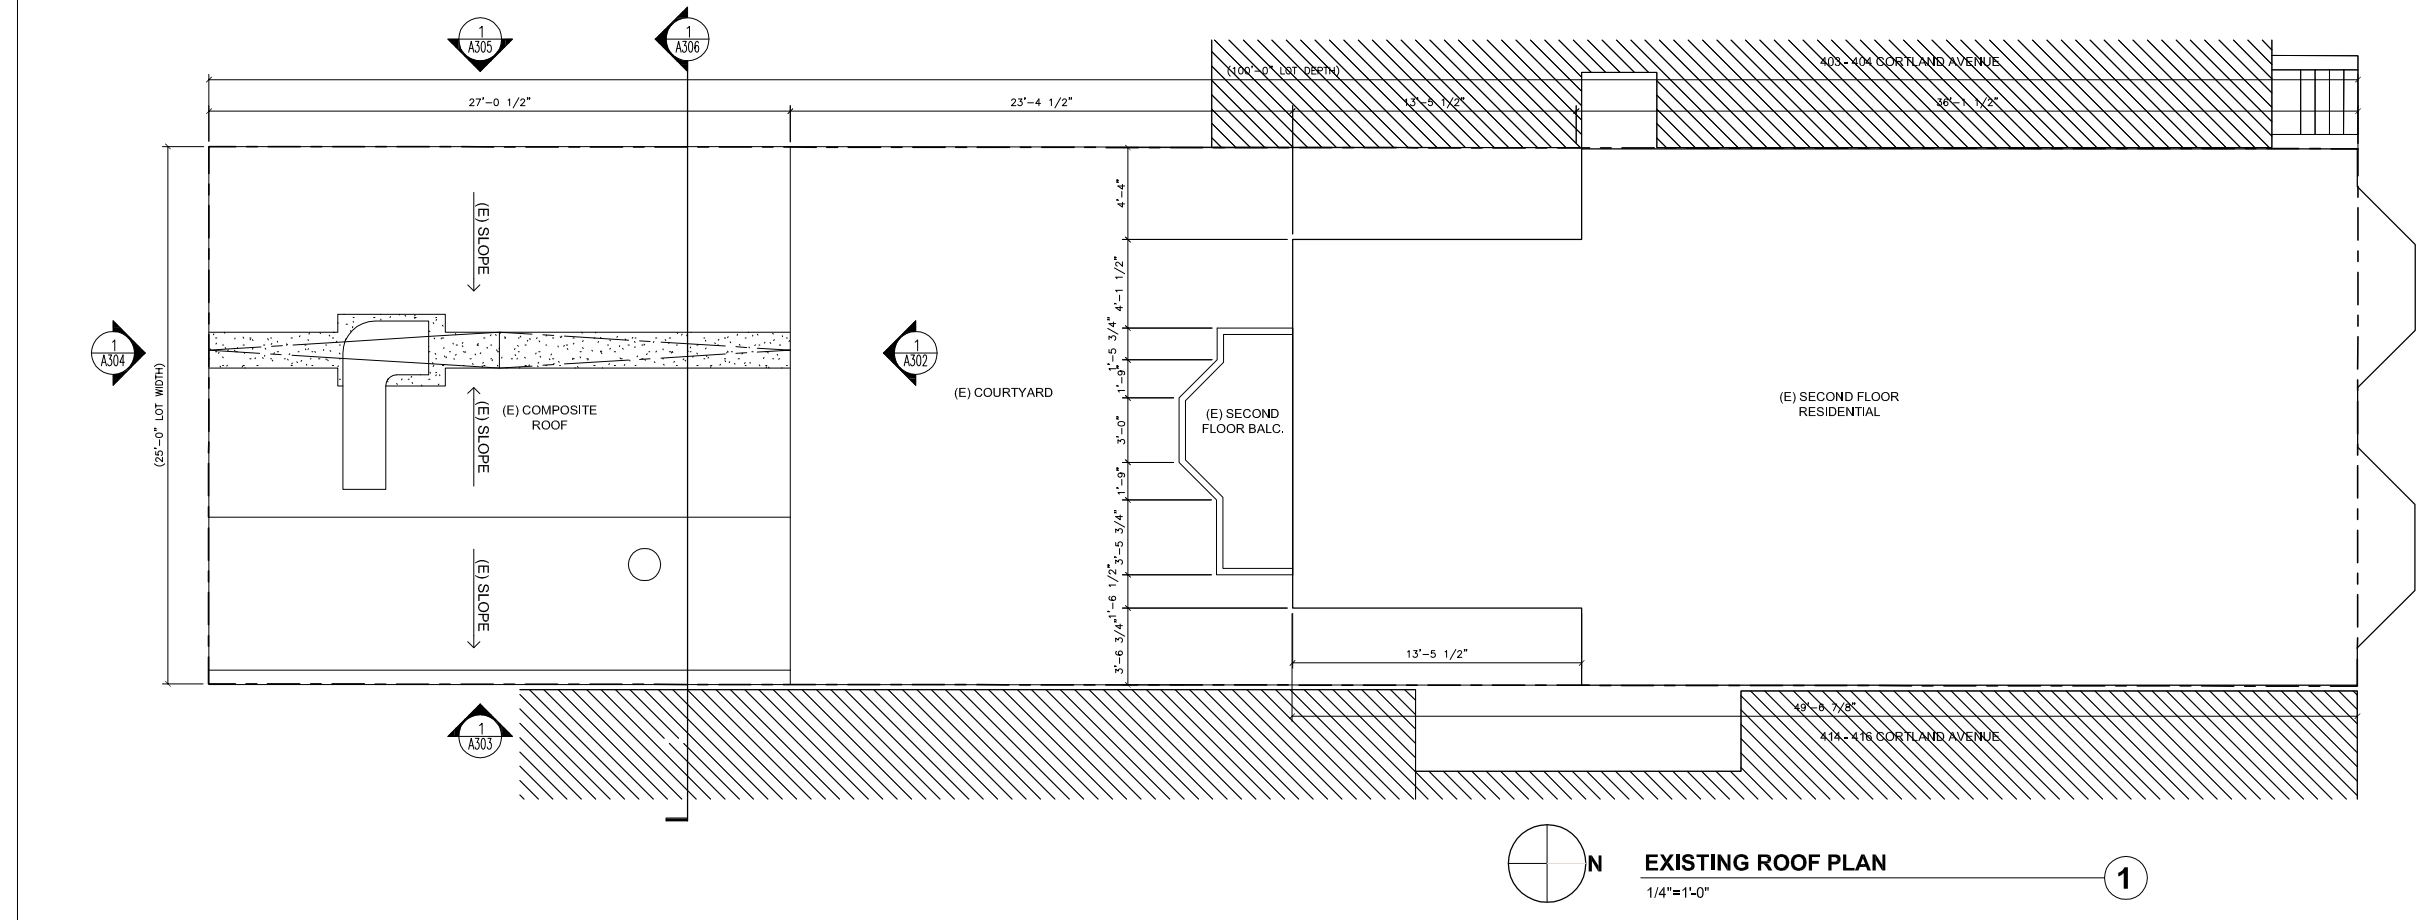 1
A305
1
A306
403 - 404 CORTLAND AVENUE
(100'-0" LOT DEPTH)
27'-0 1/2"
23'-4 1/2"
13'-5 1/2"
36'-1 1/2"
4'-4"
(E) SLOPE
4'-1 1/2"
1
A304
1
A302
1'-5 3/4"
1'-9"
(E) COURTYARD
(E) SECOND FLOOR
RESIDENTIAL
(25'-0" LOT WIDTH)
(E) SLOPE
(E) COMPOSITE
ROOF
3'-0"
(E) SECOND
FLOOR BALC.
1'-9"
3'-5 3/4"
(E) SLOPE
1'-6 1/2"
3'-6 3/4"
13'-5 1/2"
49'-6 7/8"
1
A303
414 - 416 CORTLAND AVENUE
N
EXISTING ROOF PLAN
1
1/4"=1'-0"